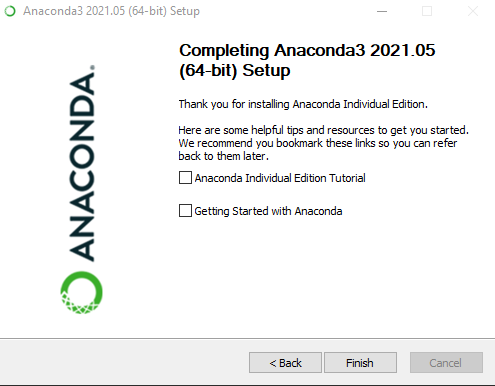 Anaconda3 2021.05 (64-bit) Setup
Completing Anaconda3 2021.05
(64-bit) Setup
Thank you for installing Anaconda Individual Edition.
Here are some helpful tips and resources to get you started.
We recommend you bookmark these links so you can refer
back to them later.
Anaconda Individual Edition Tutorial
Getting Started with Anaconda
ANACONDA.
< Back
Finish
Cancel